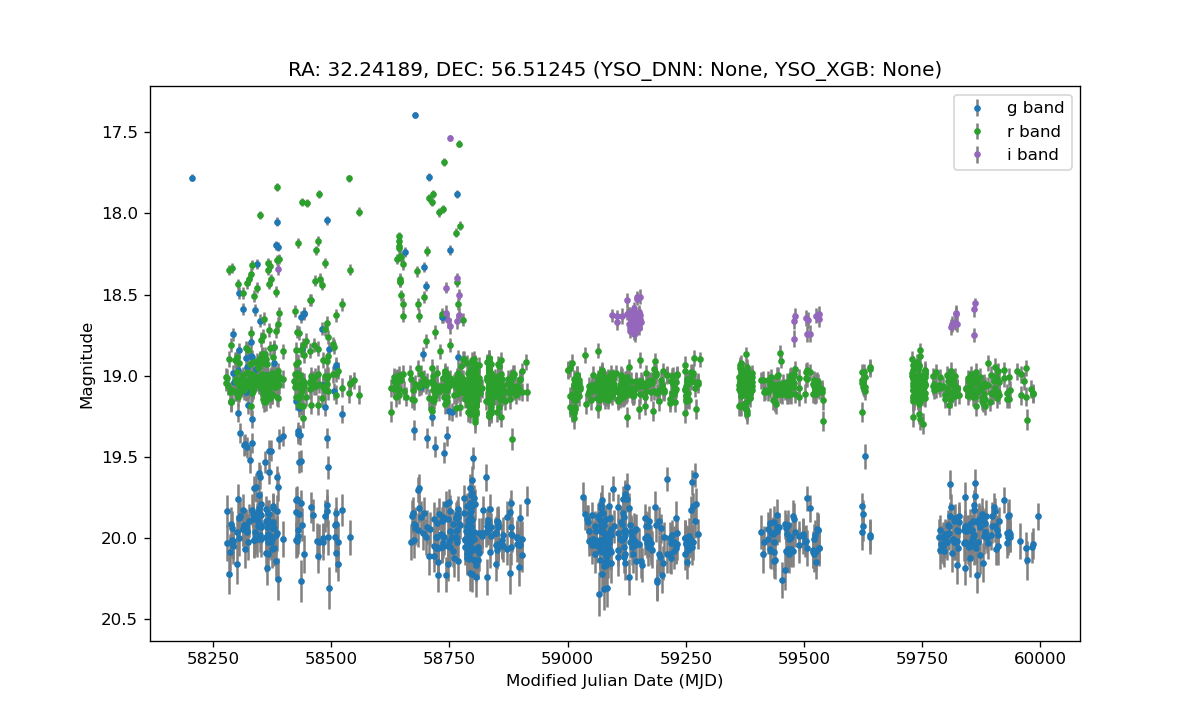 RA: 32.24189, DEC: 56.51245 (YSO_DNN: None, YSO_XGB: None)
g band
r band
i band
17.5
18.0
18.5
19.0
19.5
20.0
20.5
Magnitude
58250 58500 58750 59000 59250 59500 59750 60000
Modified Julian Date (MJD)